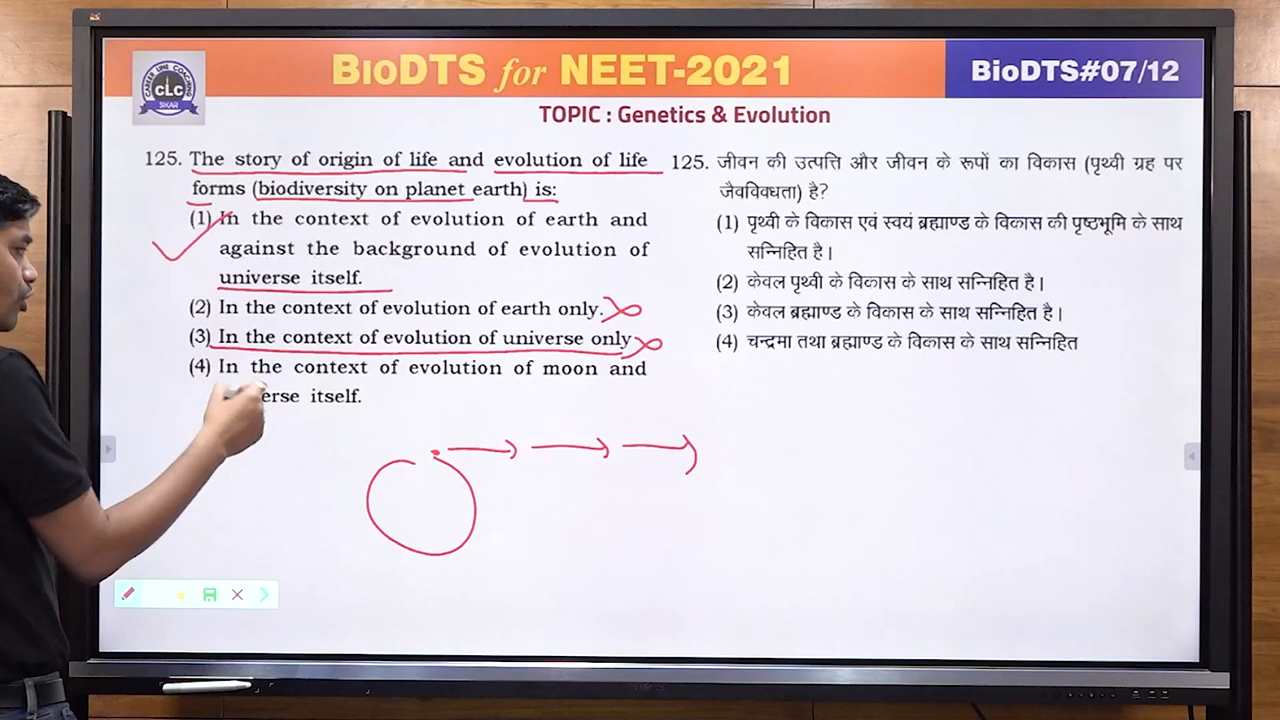 BIODTS for NEET-2021
BioDTS#07/12
CAREER LINE COACHING
CLC
SIKAR
TOPIC : Genetics & Evolution
125. The story of origin of life and evolution of life
forms (biodiversity on planet earth) is:
(1) In the context of evolution of earth and
against the background of evolution of
universe itself.
(2) In the context of evolution of earth only.
(3) In the context of evolution of universe only
(4) In the context of evolution of moon and
itself.
125. जीवन की उत्पत्ति और जीवन के रूपों का विकास (पृथ्वी ग्रह पर
जैवविवधता) है?
(1) पृथ्वी के विकास एवं स्वयं ब्रह्माण्ड के विकास की पृष्ठभूमि के साथ
सन्निहित है।
(2) केवल पृथ्वी के विकास के साथ सन्निहित है।
(3) केवल ब्रह्माण्ड के विकास के साथ सन्निहित है।
(4) चन्द्रमा तथा ब्रह्माण्ड के विकास के साथ सन्निहित